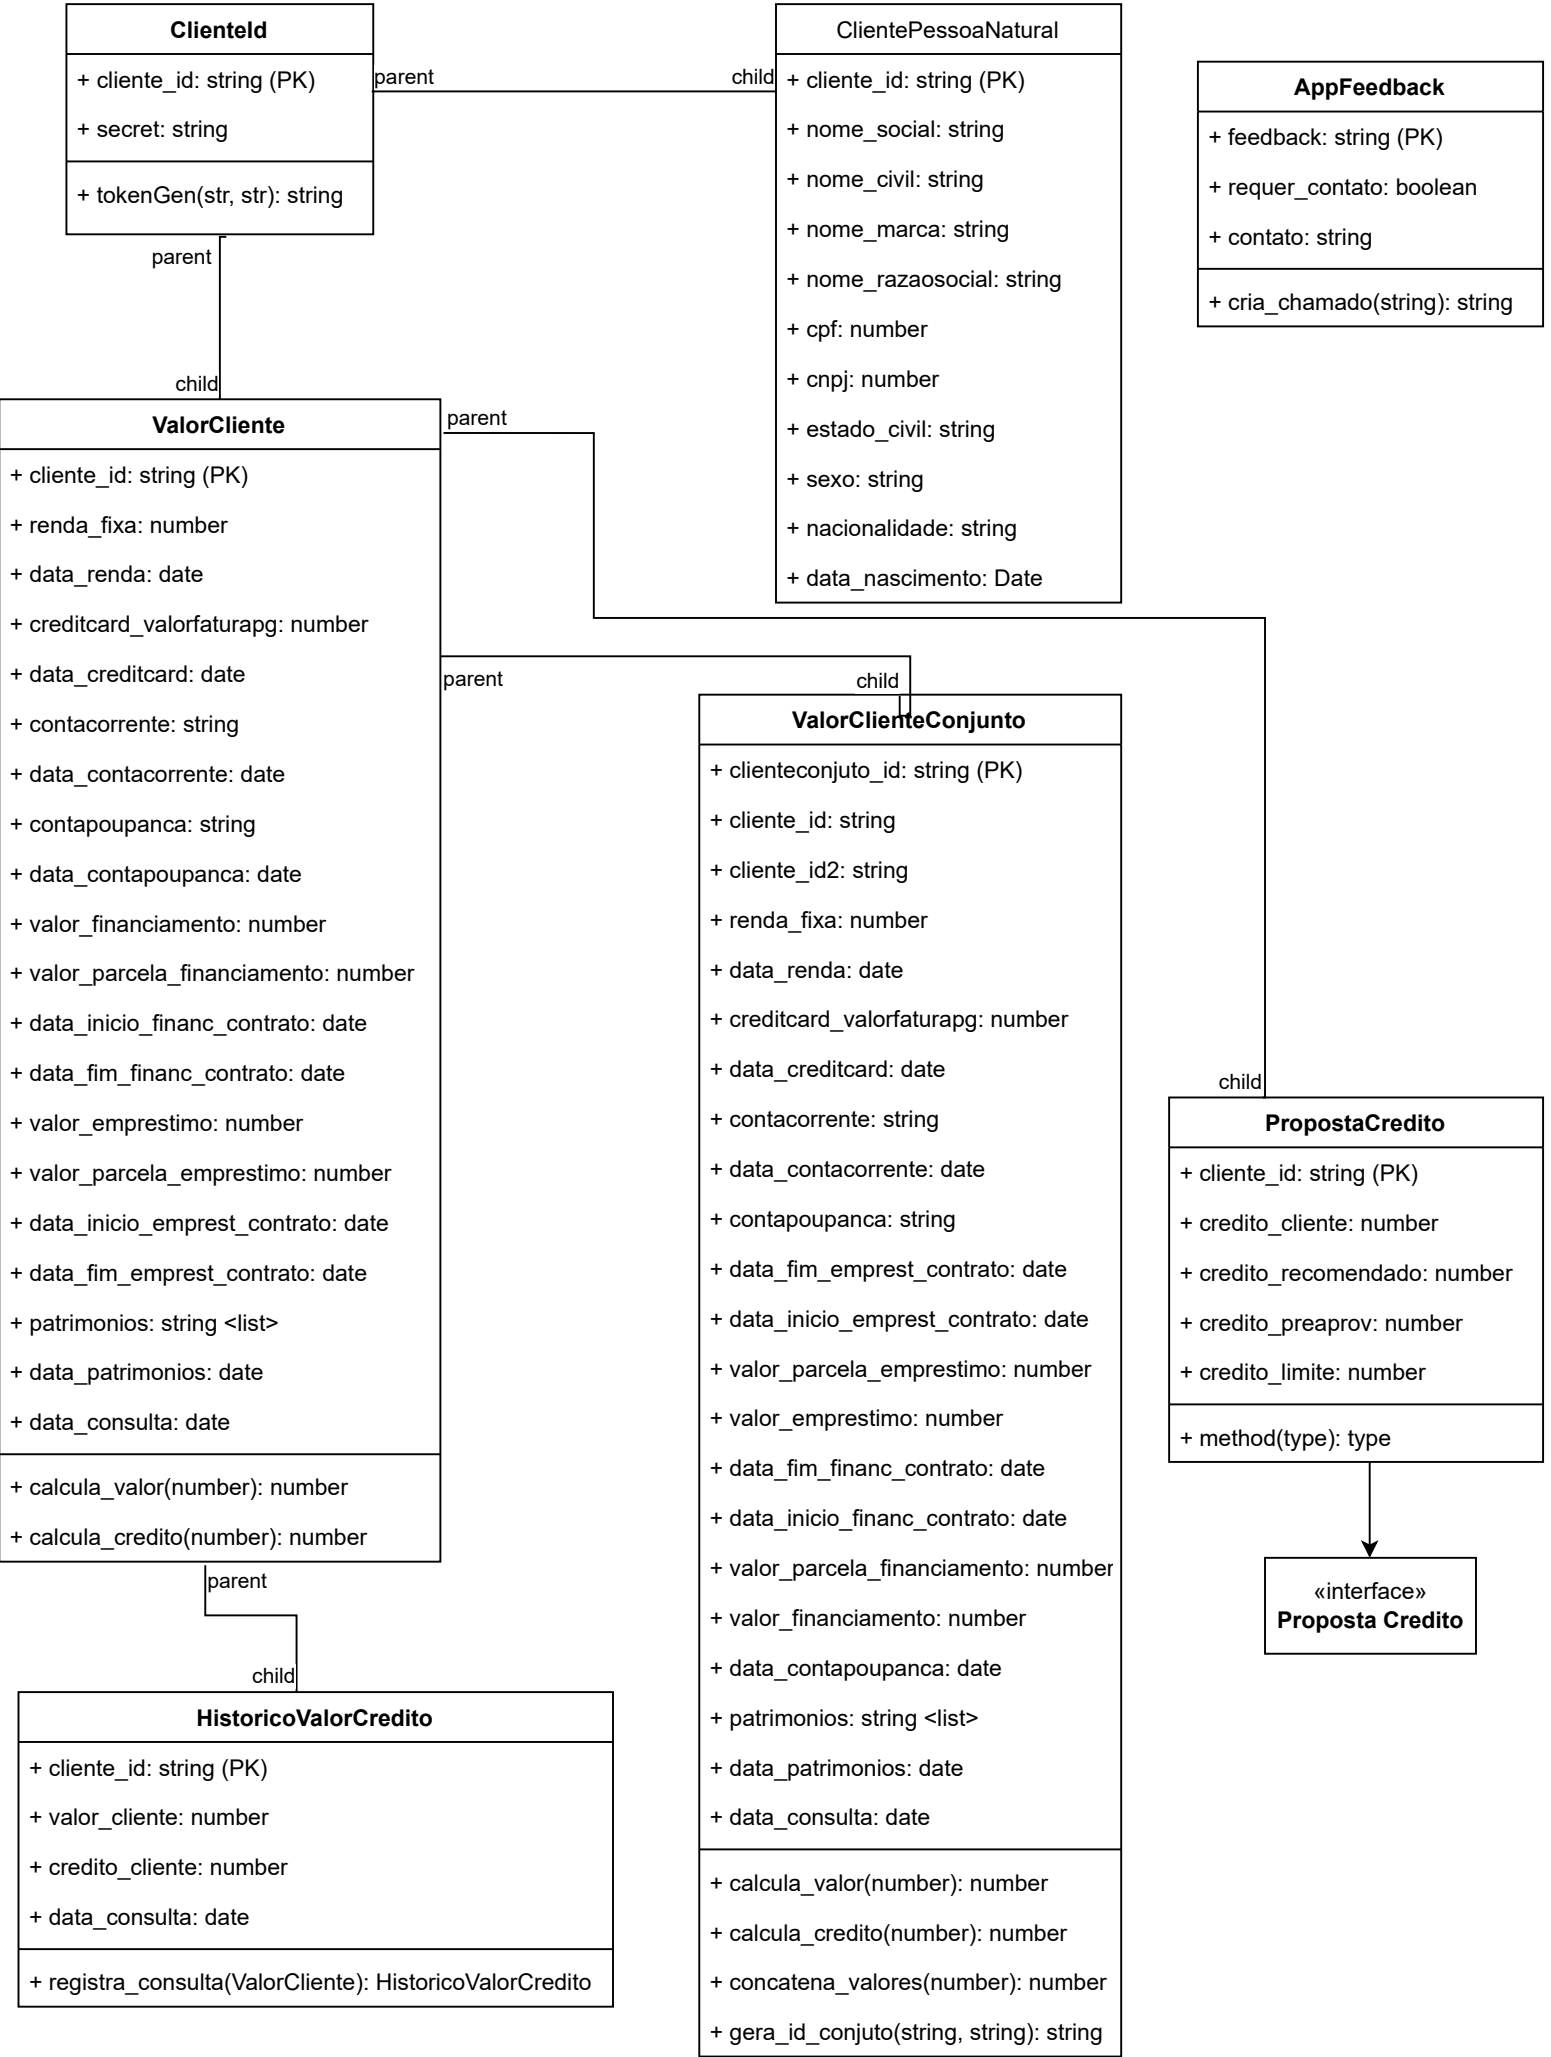 ClienteId
+ cliente_id: string (PK)
+ secret: string
+ tokenGen(str, str): string
parent
child
parent
child
ClientePessoaNatural
+ cliente_id: string (PK)
+ nome_social: string
+ nome_civil: string
+ nome_marca: string
+ nome_razaosocial: string
+ cpf: number
+ cnpj: number
+ estado_civil: string
+ sexo: string
+ nacionalidade: string
+ data_nascimento: Date
AppFeedback
+ feedback: string (PK)
+ requer_contato: boolean
+ contato: string
+ cria_chamado(string): string
ValorCliente
+ cliente_id: string (PK)
+ renda_fixa: number
+ data_renda: date
+ creditcard_valorfaturapg: number
+ data_creditcard: date
+ contacorrente: string
+ data_contacorrente: date
+ contapoupanca: string
+ data_contapoupanca: date
+ valor_financiamento: number
+ valor_parcela_financiamento: number
+ data_inicio_financ_contrato: date
+ data_fim_financ_contrato: date
+ valor_emprestimo: number
+ valor_parcela_emprestimo: number
+ data_inicio_emprest_contrato: date
+ data_fim_emprest_contrato: date
+ patrimonios: string <list>
+ data_patrimonios: date
+ data_consulta: date
+ calcula_valor(number): number
+ calcula_credito(number): number
parent
child
parent
child
parent
child
ValorClienteConjunto
+ clienteconjuto_id: string (PK)
+ cliente_id: string
+ cliente_id2: string
+ renda_fixa: number
+ data_renda: date
+ creditcard_valorfaturapg: number
+ data_creditcard: date
+ contacorrente: string
+ data_contacorrente: date
+ contapoupanca: string
+ data_fim_emprest_contrato: date
+ data_inicio_emprest_contrato: date
+ valor_parcela_emprestimo: number
+ valor_emprestimo: number
+ data_fim_financ_contrato: date
+ data_inicio_financ_contrato: date
+ valor_parcela_financiamento: number
+ valor_financiamento: number
+ data_contapoupanca: date
+ patrimonios: string <list>
+ data_patrimonios: date
+ data_consulta: date
+ calcula_valor(number): number
+ calcula_credito(number): number
+ concatena_valores(number): number
+ gera_id_conjuto(string, string): string
PropostaCredito
+ cliente_id: string (PK)
+ credito_cliente: number
+ credito_recomendado: number
+ credito_preaprov: number
+ credito_limite: number
+ method(type): type
«interface»
Proposta Credito
HistoricoValorCredito
+ cliente_id: string (PK)
+ valor_cliente: number
+ credito_cliente: number
+ data_consulta: date
+ registra_consulta(ValorCliente): HistoricoValorCredito